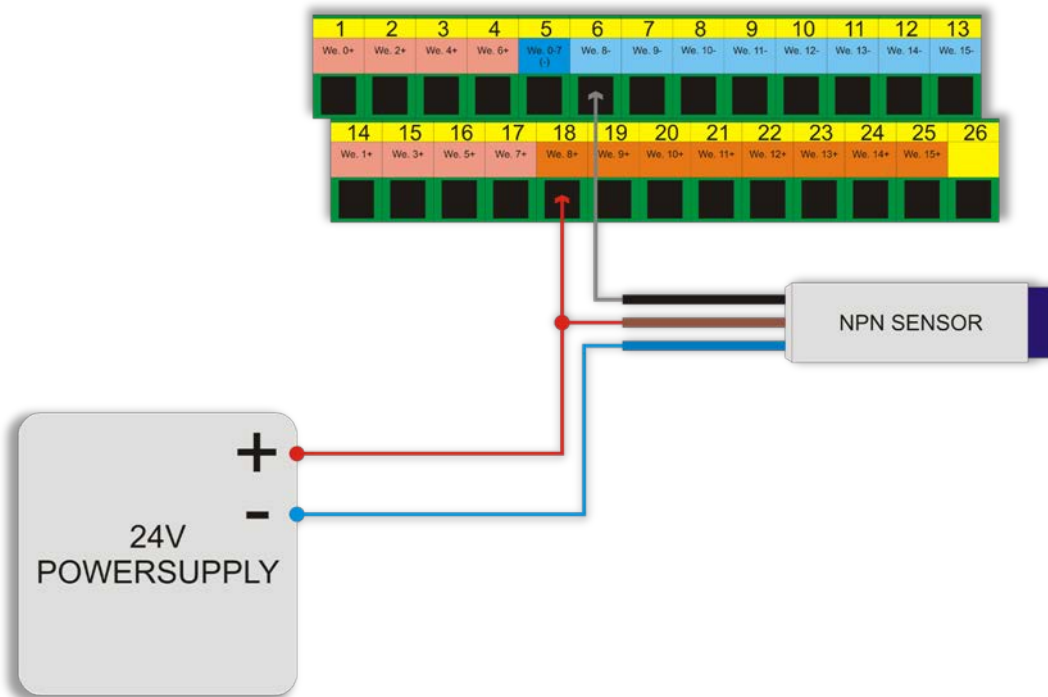 1 2 3 4 5 6 7 8 9 10 11 12 13
We. 0+ We. 2+ We. 4+ We. 6+ We. 0-7 We. 8- We. 9- We. 10- We. 11- We. 12- We. 13- We. 14- We. 15-
(-)
14 15 16 17 18 19 20 21 22 23 24 25 26
We. 1+ We. 3+ We. 5+ We. 7+ We. 8+ We. 9+ We. 10+ We. 11+ We. 12+ We. 13+ We. 14+ We. 15+
NPN SENSOR
+
-
24V
POWERSUPPLY